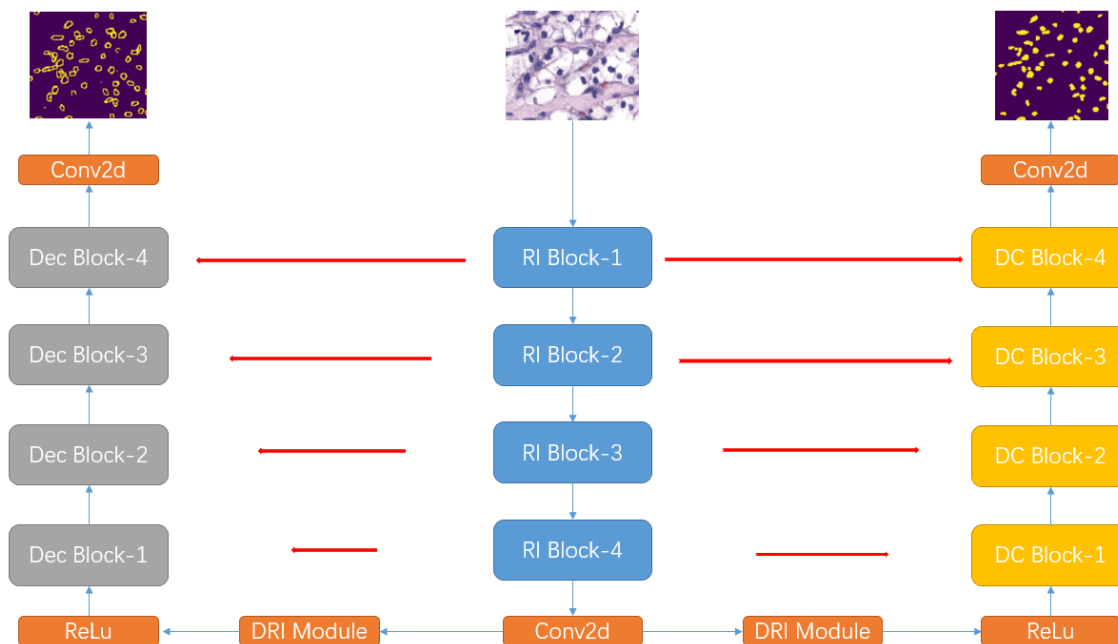 Conv2d
Conv2d
Dec Block-4
RI Block-1
DC Block-4
Dec Block-3
RI Block-2
DC Block-3
Dec Block-2
RI Block-3
DC Block-2
Dec Block-1
RI Block-4
DC Block-1
ReLu
DRI Module
Conv2d
DRI Module
ReLu